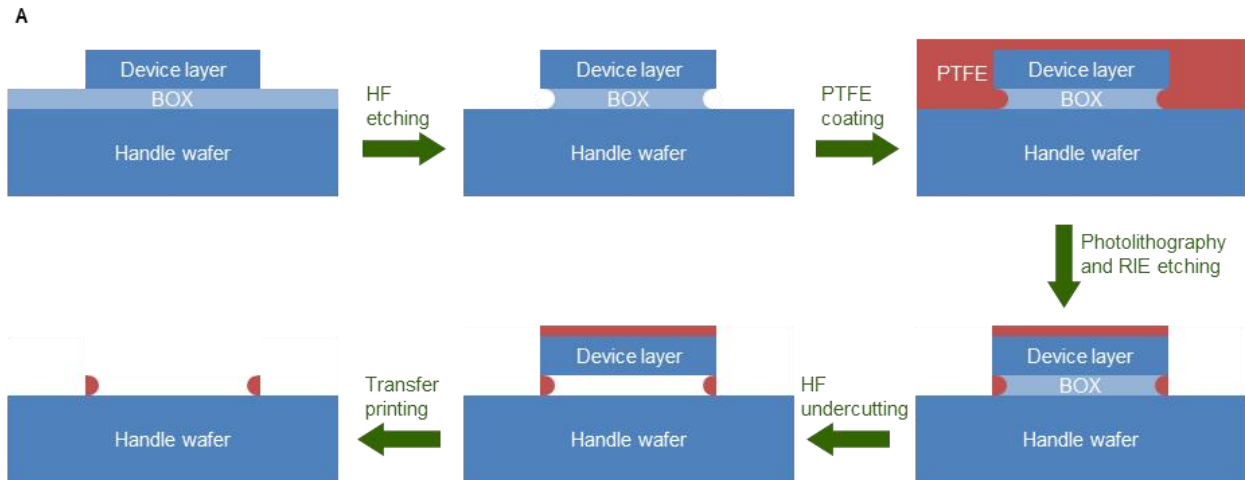 A
Device layer
BOX
Handle wafer
HF
etching
Device layer
BOX
Handle wafer
PTFE
coating
PTFE
Device layer
BOX
Handle wafer
Photolithography
and RIE etching
Device layer
BOX
Handle wafer
HF
undercutting
Device layer
Handle wafer
Transfer
printing
Handle wafer